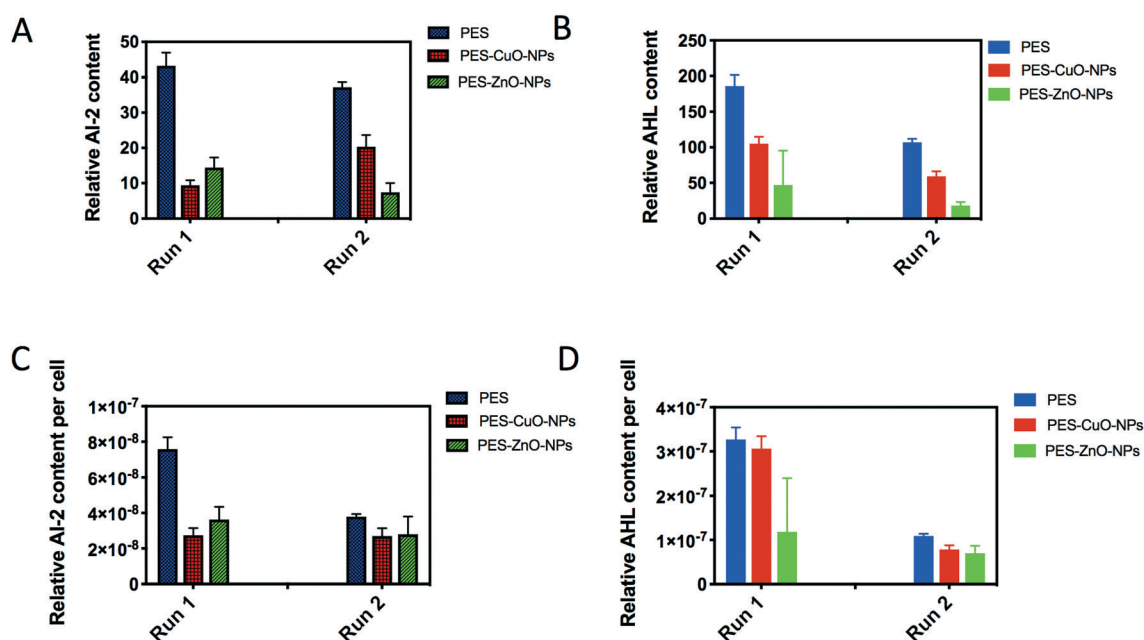 A
Relative AI-2 content
50
40
30
20
10
0
Run 1
Run 2
PES
PES-CuO-NPs
PES-ZnO-NPs
B
Relative AHL content
250
200
150
100
50
0
Run 1
Run 2
PES
PES-CuO-NPs
PES-ZnO-NPs
C
Relative AI-2 content per cell
1×10⁻⁷
8×10⁻⁸
6×10⁻⁸
4×10⁻⁸
2×10⁻⁸
0
Run 1
Run 2
PES
PES-CuO-NPs
PES-ZnO-NPs
D
Relative AHL content per cell
4×10⁻⁷
3×10⁻⁷
2×10⁻⁷
1×10⁻⁷
0
Run 1
Run 2
PES
PES-CuO-NPs
PES-ZnO-NPs